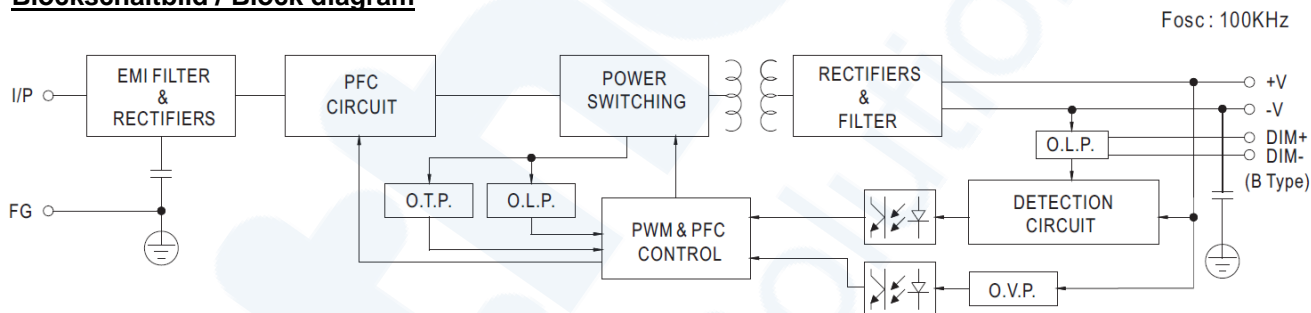 Blockschaltbild / Block diagram
Fosc : 100KHz
I/P
EMI FILTER
&
RECTIFIERS
PFC
CIRCUIT
POWER
SWITCHING
RECTIFIERS
&
FILTER
+V
-V
O.L.P.
DIM+
DIM-
(B Type)
FG
O.T.P.
O.L.P.
PWM & PFC
CONTROL
DETECTION
CIRCUIT
O.V.P.